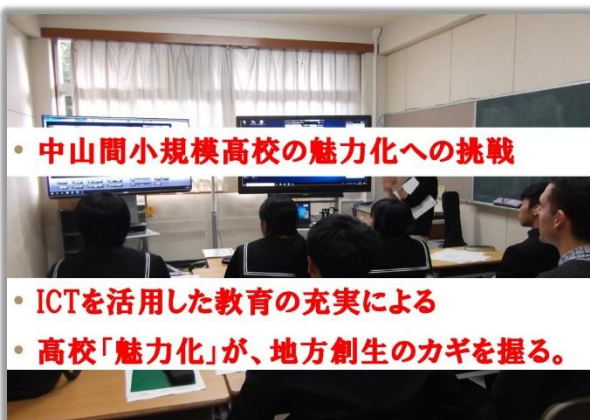 • 中山間小規模高校の魅力化への挑戦
• ICTを活用した教育の充実による
• 高校「魅力化」が、地方創生のカギを握る。